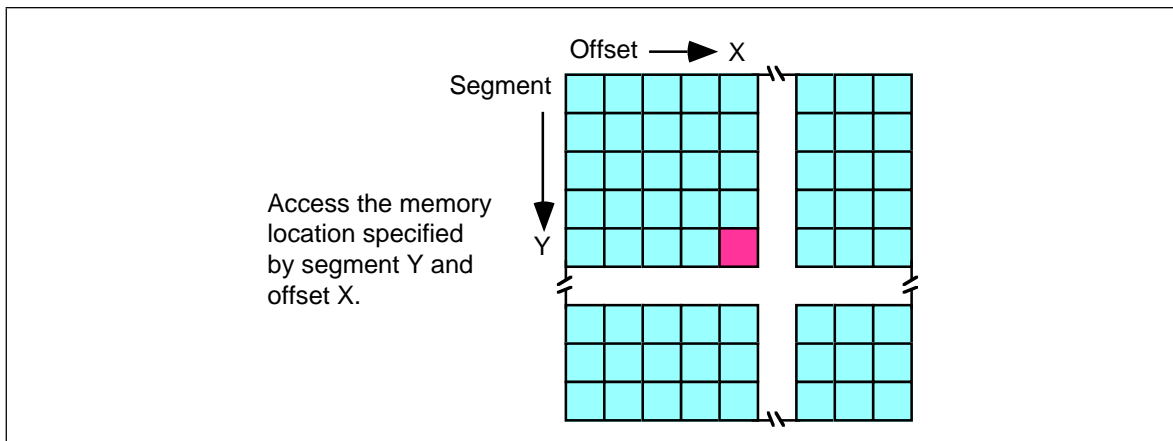 Offset X
Segment
Access the memory
location specified
by segment Y and
offset X.
Y